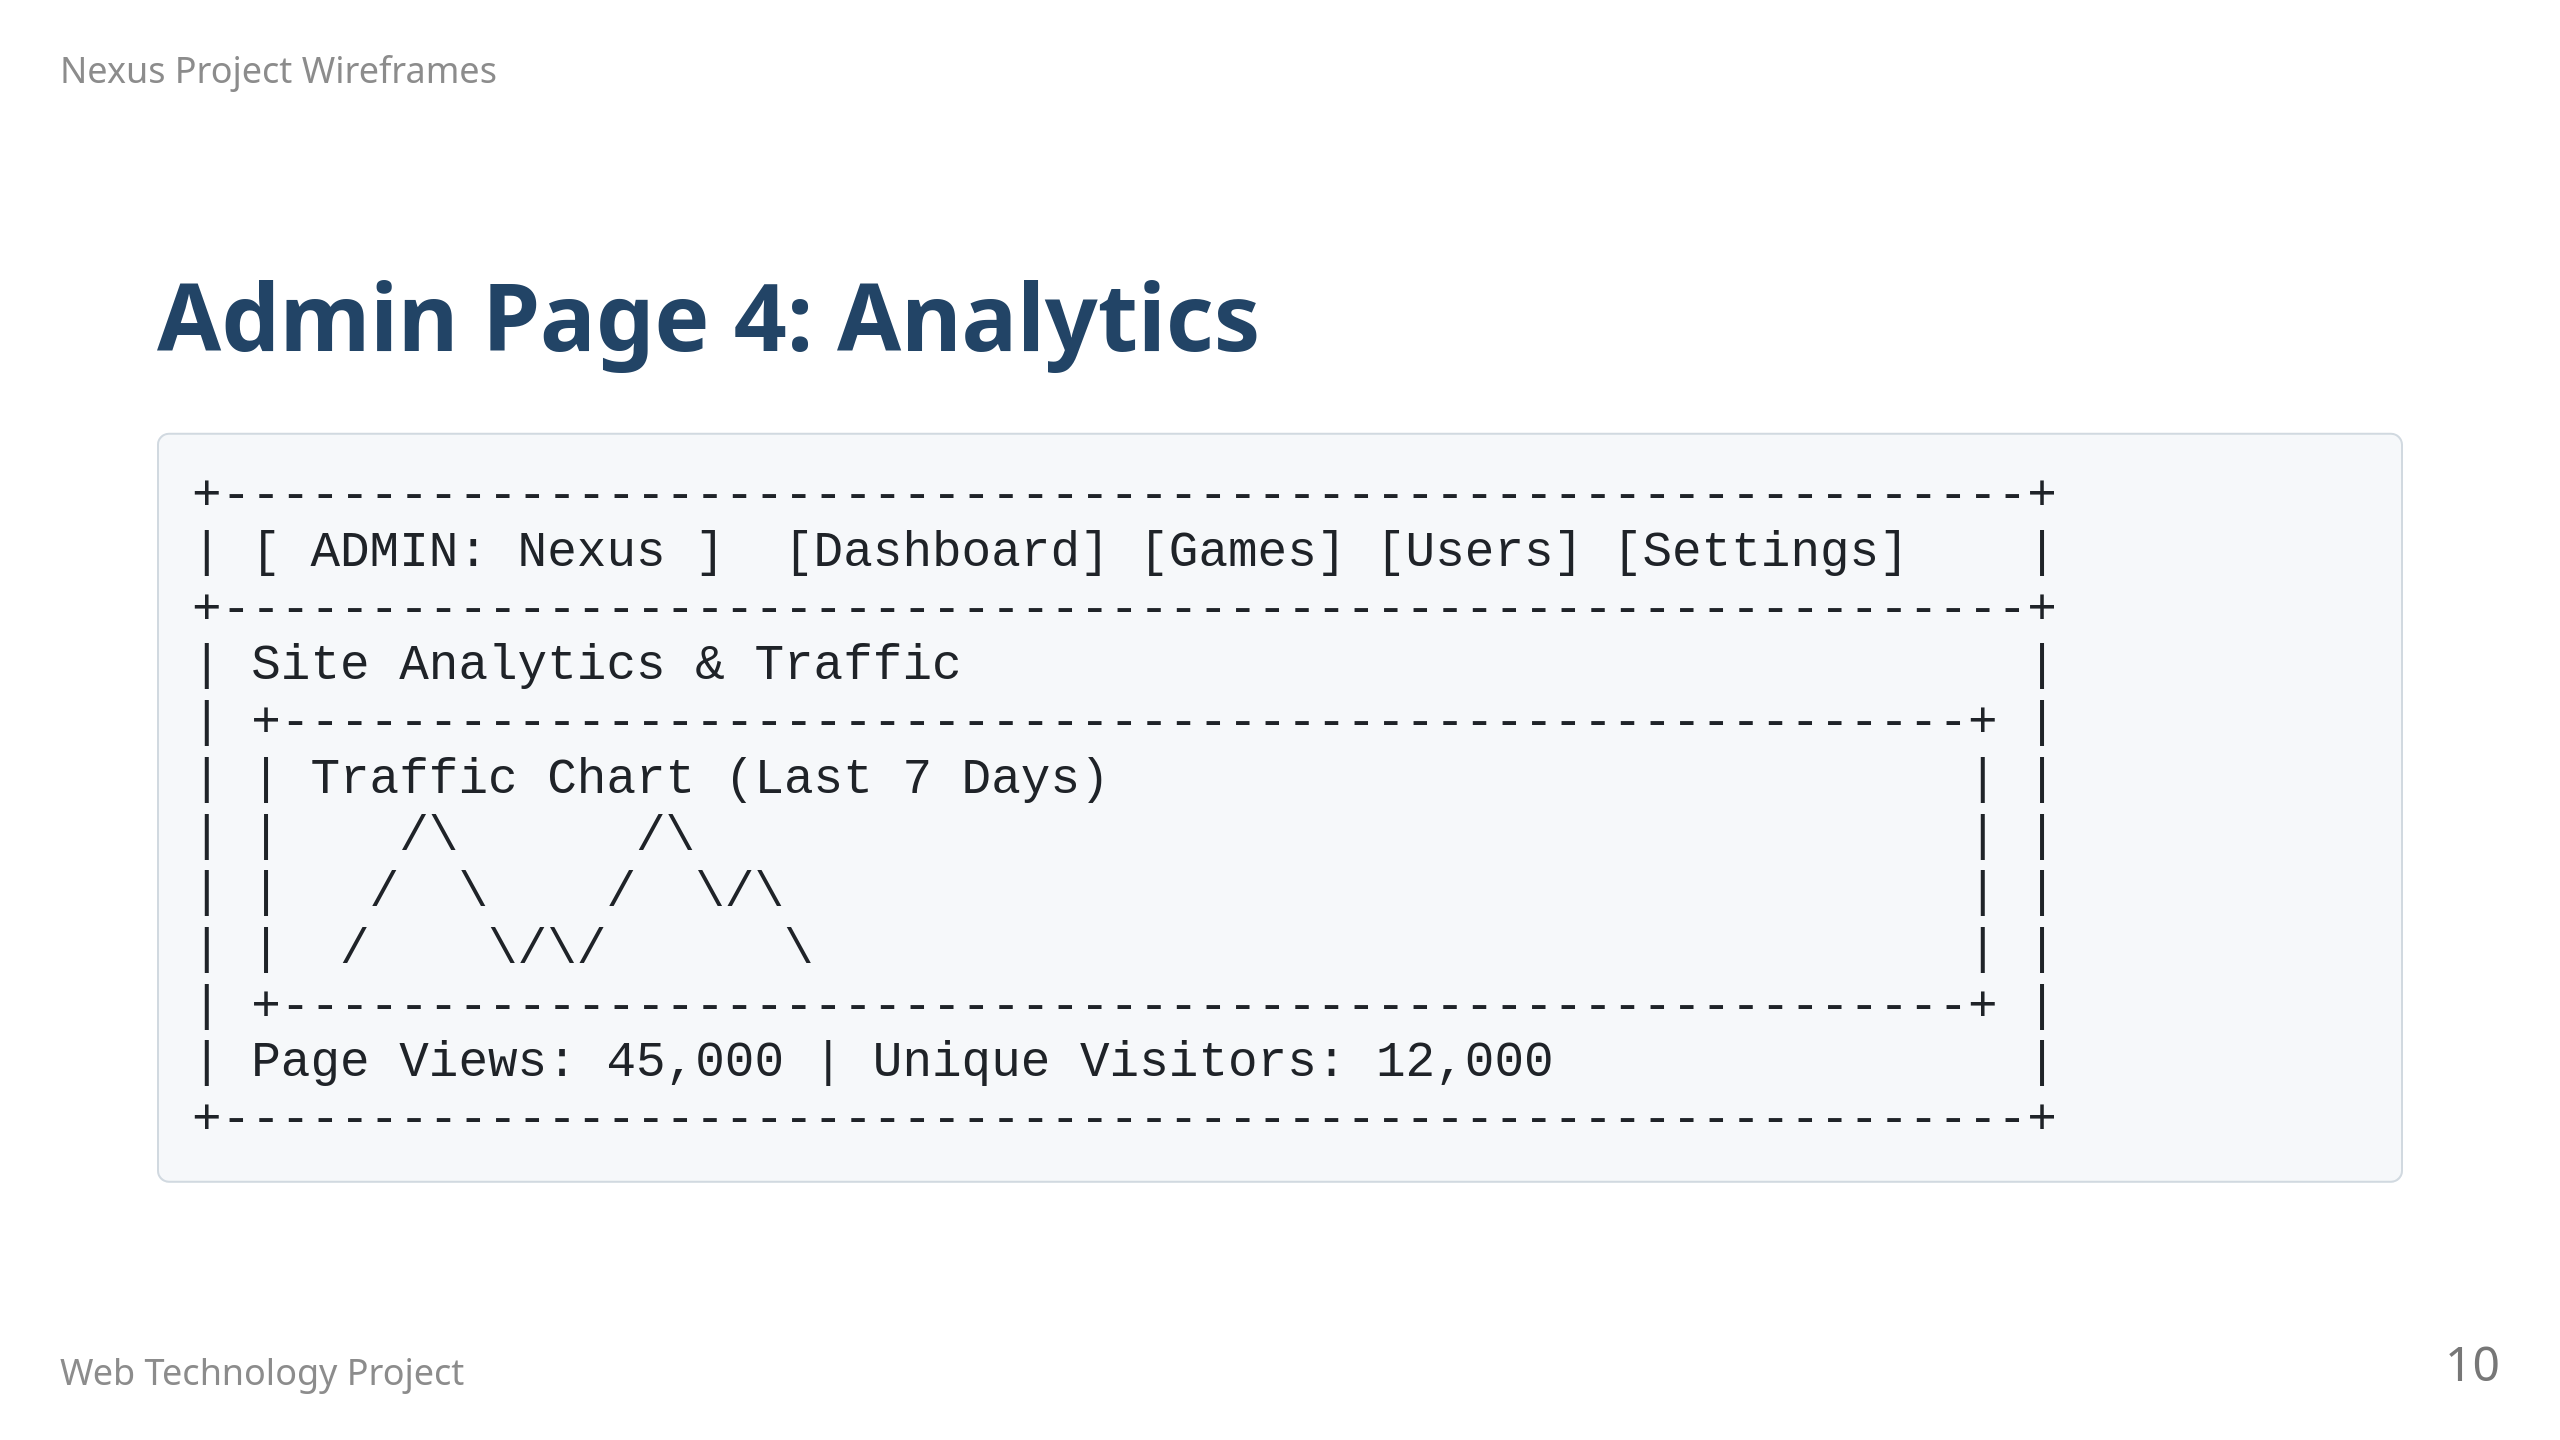 Nexus Project Wireframes
Admin Page 4: Analytics
+-------------------------------------------------------------+
| [ ADMIN: Nexus ]  [Dashboard] [Games] [Users] [Settings]    |
+-------------------------------------------------------------+
| Site Analytics & Traffic                                    |
| +---------------------------------------------------------+ |
| | Traffic Chart (Last 7 Days)                             | |
| |    /\      /\                                           | |
| |   /  \    /  \/\                                        | |
| |  /    \/\/      \                                       | |
| +---------------------------------------------------------+ |
| Page Views: 45,000 | Unique Visitors: 12,000                |
+-------------------------------------------------------------+
Web Technology Project
10